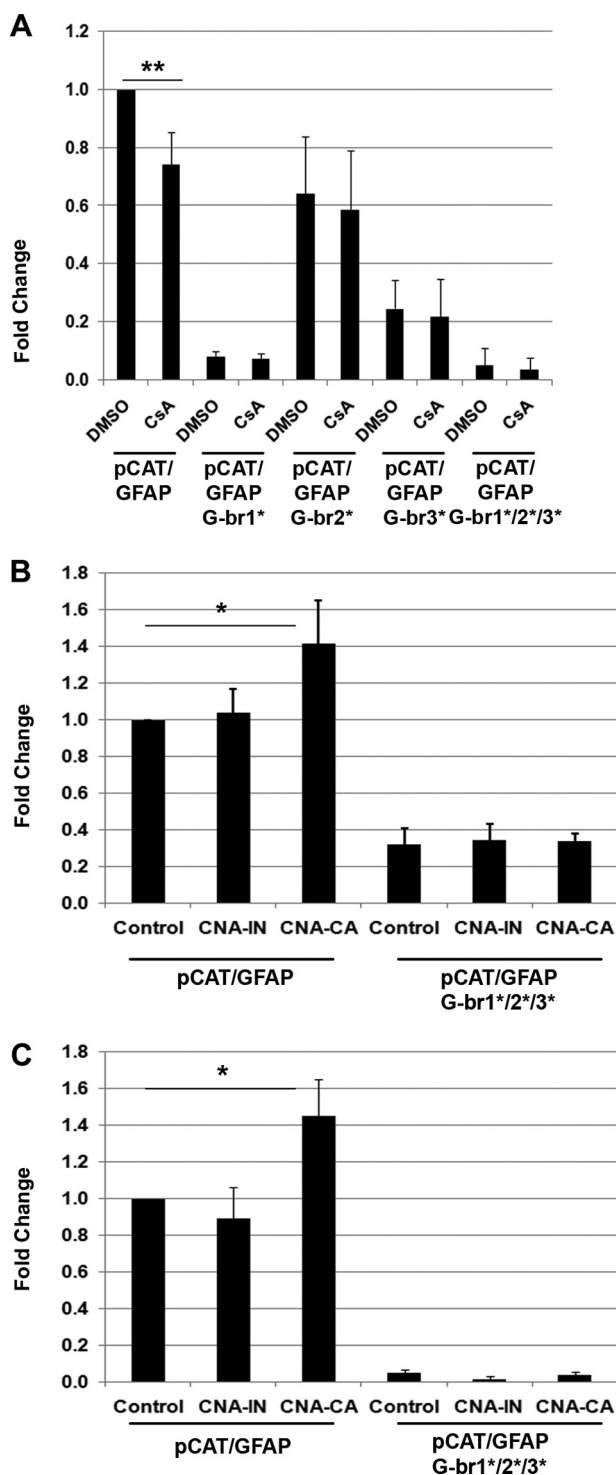 A
1.2
**
1.0
0.8
0.6
0.4
0.2
0.0
Fold Change
DMSO CsA DMSO CsA DMSO CsA DMSO CsA DMSO CsA
pCAT/ pCAT/ pCAT/ pCAT/ pCAT/
GFAP GFAP GFAP GFAP GFAP
G-br1* G-br2* G-br3* G-br1*/2*/3*
B
1.8
1.6
*
1.4
1.2
1.0
0.8
0.6
0.4
0.2
0.0
Fold Change
Control CNA-IN CNA-CA Control CNA-IN CNA-CA
pCAT/GFAP pCAT/GFAP
G-br1*/2*/3*
C
1.8
*
1.6
1.4
1.2
1.0
0.8
0.6
0.4
0.2
0.0
Fold Change
Control CNA-IN CNA-CA Control CNA-IN CNA-CA
pCAT/GFAP pCAT/GFAP
G-br1*/2*/3*